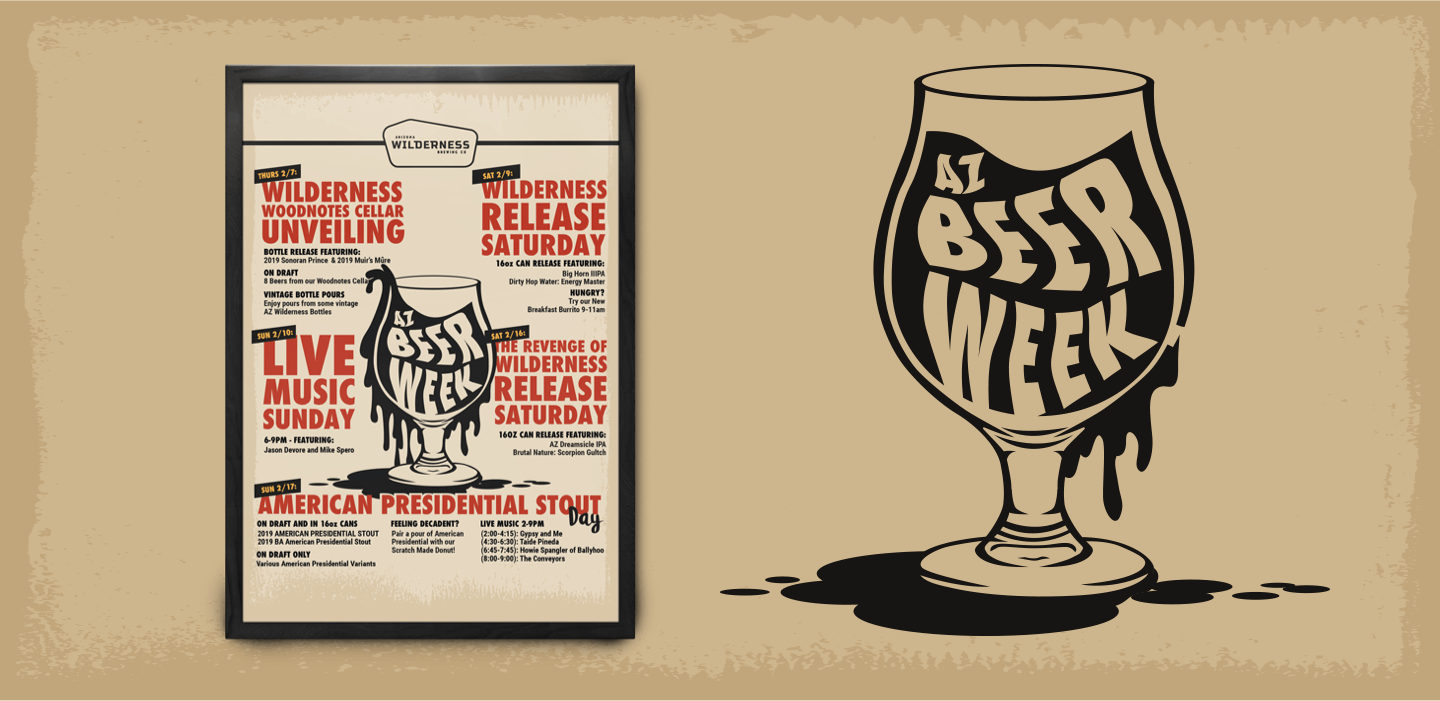 ARIZONA
WILDERNESS
BREWING CO
THURS 2/7:
WILDERNESS
WOODNOTES CELLAR
UNVEILING
BOTTLE RELEASE FEATURING:
2019 Sonoran Prince & 2019 Muir's Mûre
ON DRAFT
8 Beers from our Woodnotes Cellar
VINTAGE BOTTLE POURS
Enjoy pours from some vintage
AZ Wilderness Bottles
SAT 2/9:
WILDERNESS
RELEASE
SATURDAY
16oz CAN RELEASE FEATURING:
Big Horn IIIPA
Dirty Hop Water: Energy Master
HUNGRY?
Try our New
Breakfast Burrito 9-11am
AZ
BEER
WEEK
SUN 2/10:
LIVE
MUSIC
SUNDAY
6-9PM - FEATURING:
Jason Devore and Mike Spero
SAT 2/16:
THE REVENGE OF
WILDERNESS
RELEASE
SATURDAY
16OZ CAN RELEASE FEATURING:
AZ Dreamsicle IPA
Brutal Nature: Scorpion Gultch
SUN 2/17:
AMERICAN PRESIDENTIAL STOUT
Day
ON DRAFT AND IN 16oz CANS
2019 AMERICAN PRESIDENTIAL STOUT
2019 BA American Presidential Stout
ON DRAFT ONLY
Various American Presidential Variants
FEELING DECADENT?
Pair a pour of American
Presidential with our
Scratch Made Donut!
LIVE MUSIC 2-9PM
(2:00-4:15): Gypsy and Me
(4:30-6:30): Taide Pineda
(6:45-7:45): Howie Spangler of Ballyhoo
(8:00-9:00): The Conveyors
AZ
BEER
WEEK